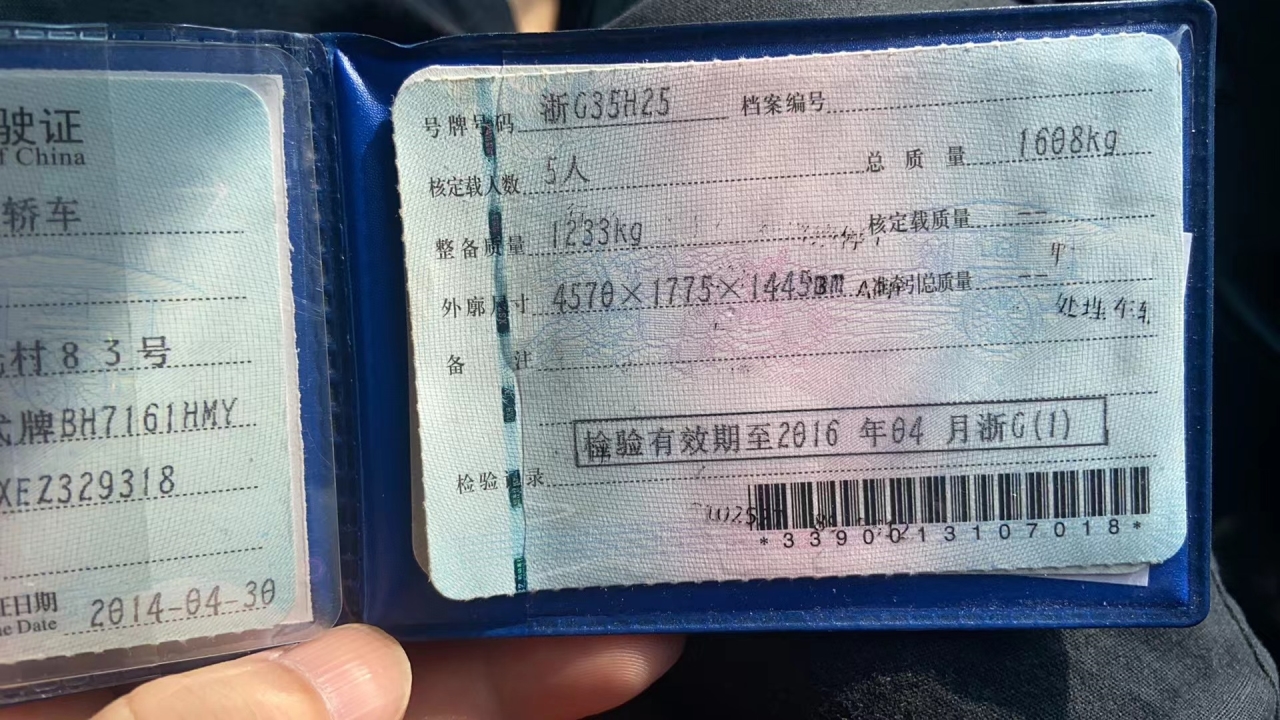 驶证
f China
轿车
村83号
牌BH7161HMY
XEZ329318
日期
ue Date 2014-04-30
号牌号码 浙G35H25 档案编号
核定载人数 5人 总质量 1608kg
整备质量 1233kg 核定载质量 --
外廓尺寸 4570×1775×1445 准牵引总质量 --
备注
检验有效期至2016年04月浙G(1)
检验记录
*3390013107018*